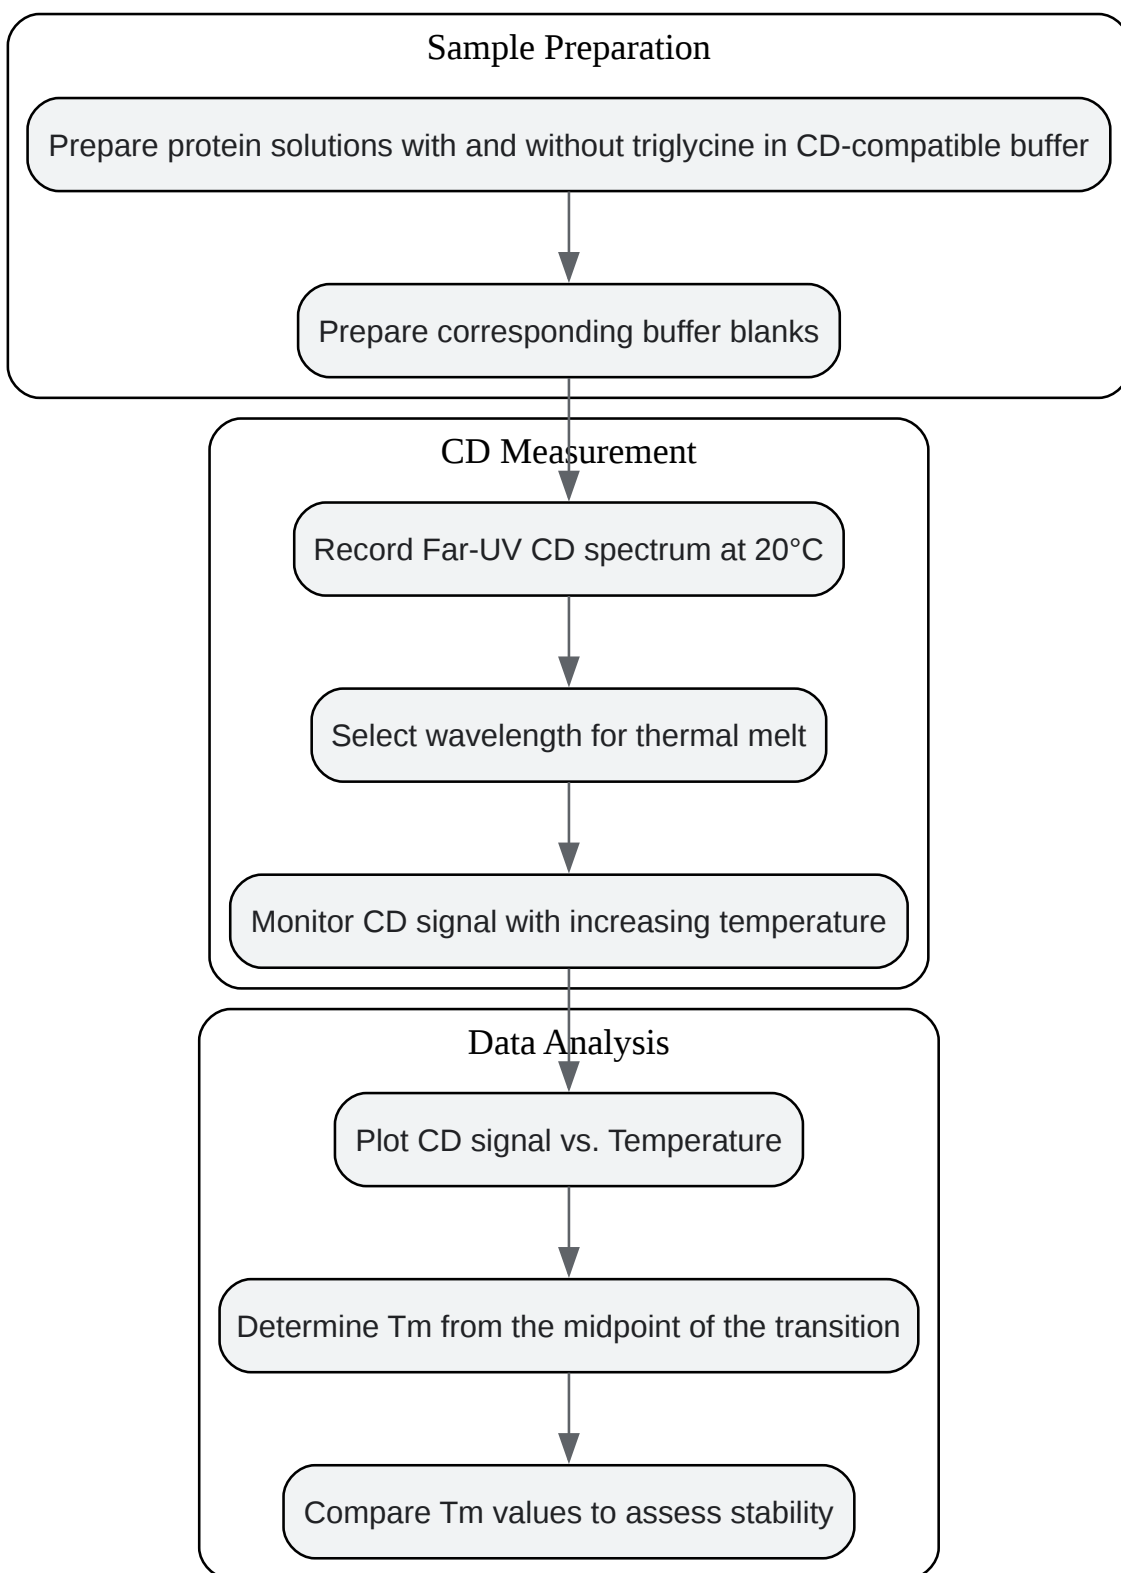 Sample Preparation
Prepare protein solutions with and without triglycine in CD-compatible buffer
Prepare corresponding buffer blanks
CD Measurement
Record Far-UV CD spectrum at 20°C
Select wavelength for thermal melt
Monitor CD signal with increasing temperature
Data Analysis
Plot CD signal vs. Temperature
Determine Tm from the midpoint of the transition
Compare Tm values to assess stability